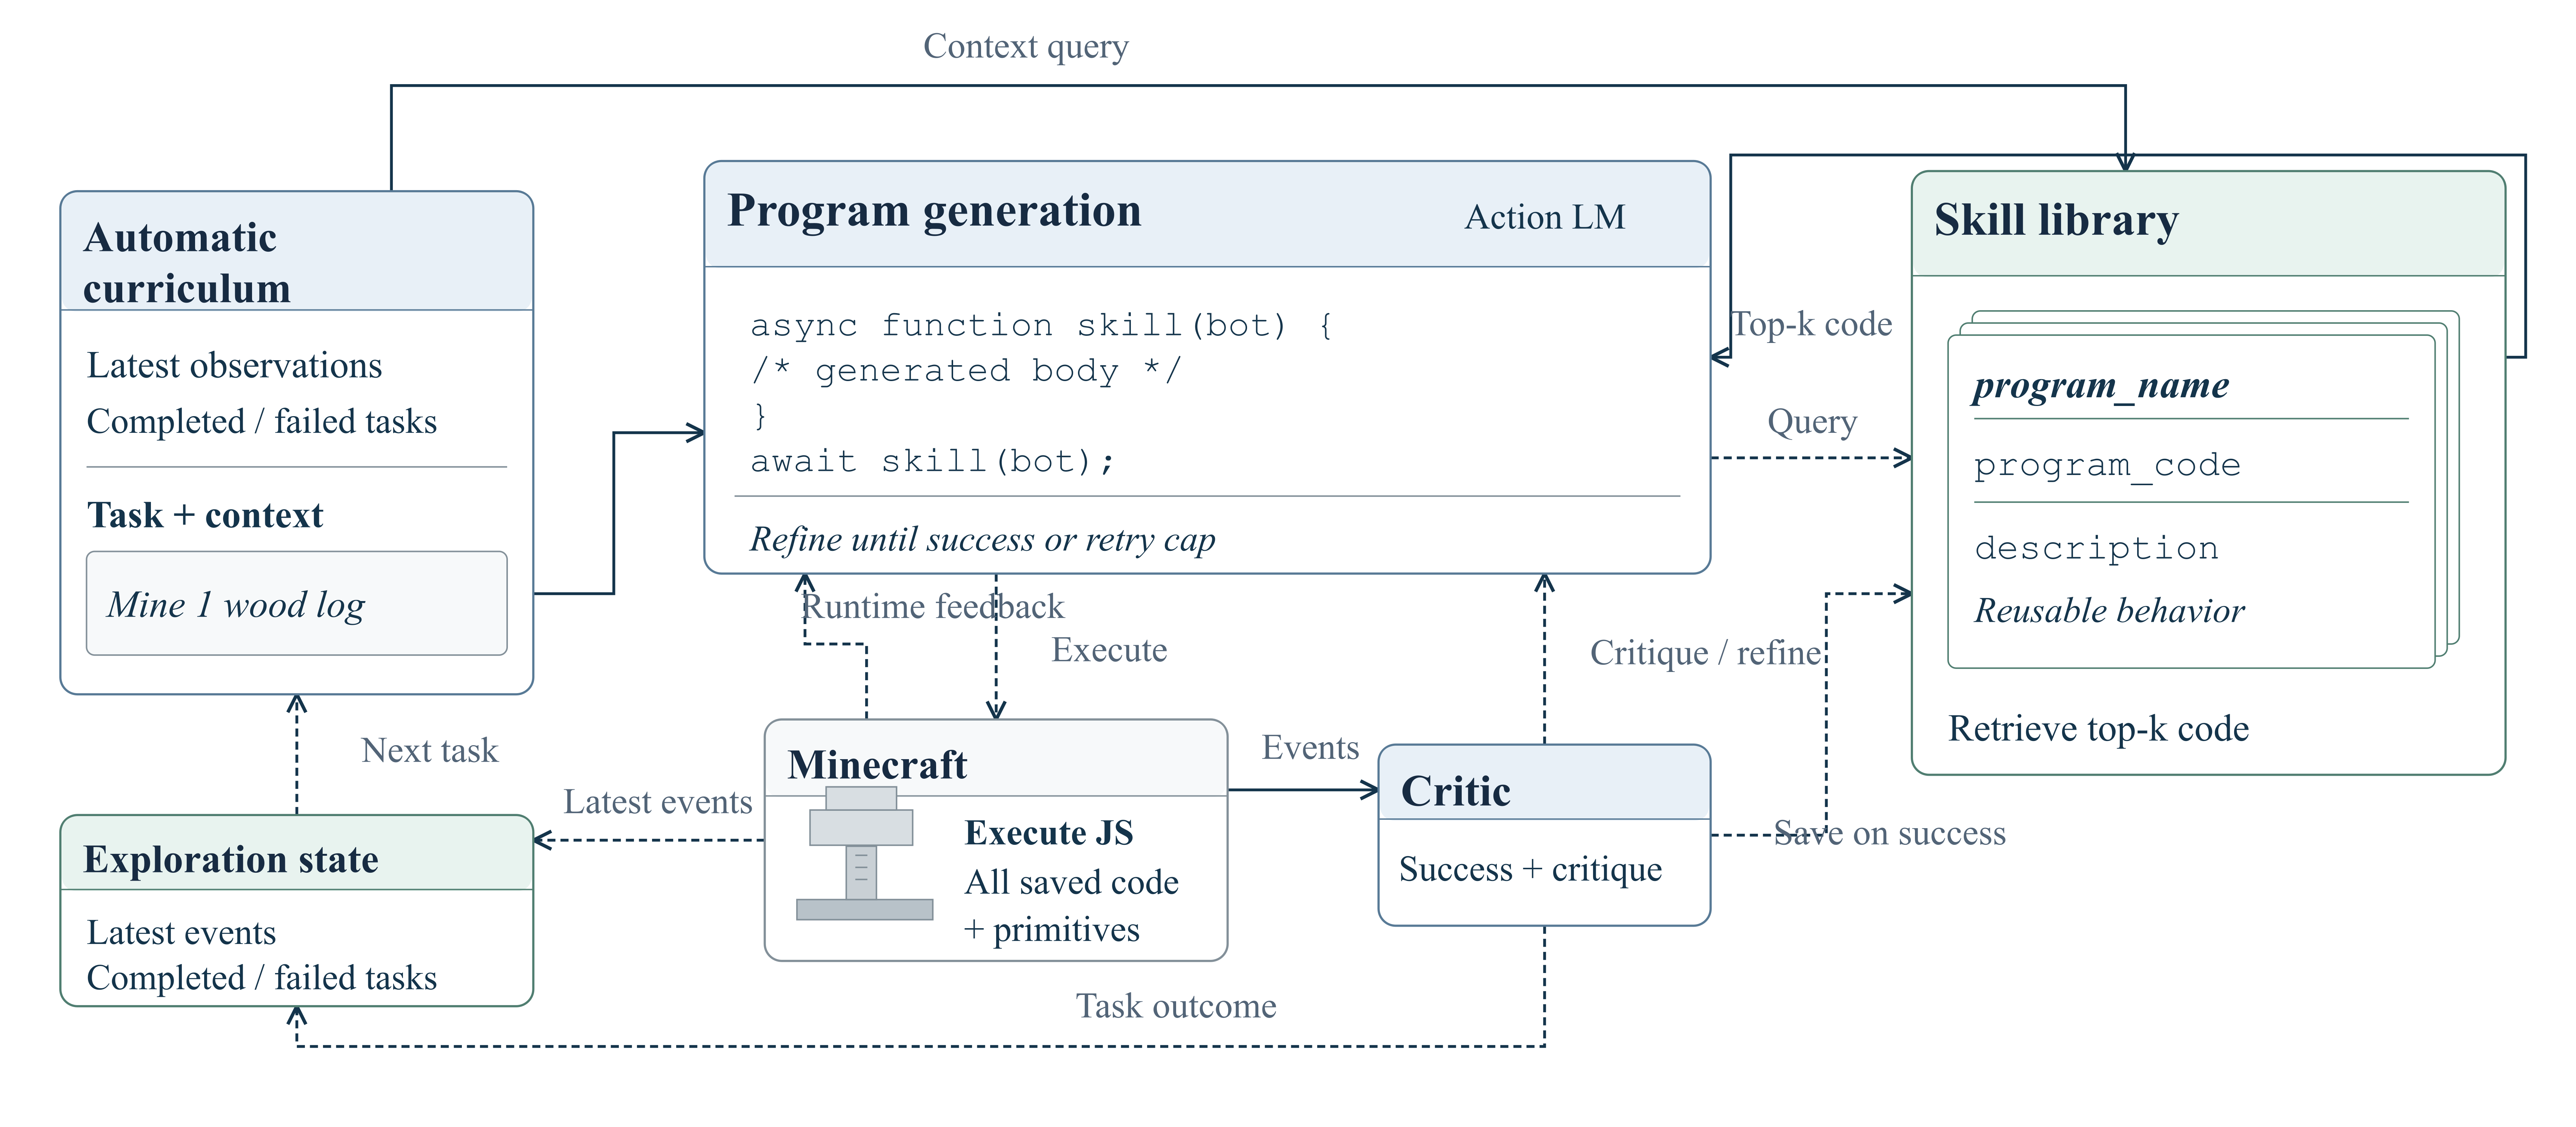 Context query
Automatic
curriculum
Latest observations
Completed / failed tasks
Task + context
Mine 1 wood log
Program generation
Action LM
async function skill(bot) {
/* generated body */
}
await skill(bot);
Refine until success or retry cap
Top-k code
Query
Skill library
program_name
program_code
description
Reusable behavior
Retrieve top-k code
Runtime feedback
Execute
Critique / refine
Next task
Latest events
Minecraft
Execute JS
All saved code
+ primitives
Events
Critic
Success + critique
Save on success
Exploration state
Latest events
Completed / failed tasks
Task outcome